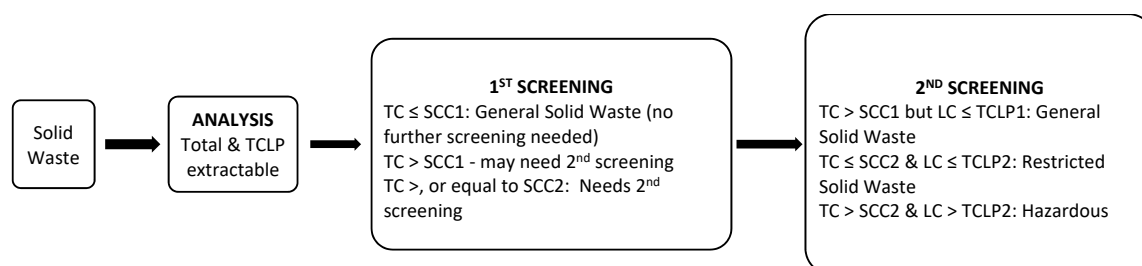 Solid
Waste
ANALYSIS
Total & TCLP
extractable
1ST SCREENING
TC ≤ SCC1: General Solid Waste (no
further screening needed)
TC > SCC1 - may need 2nd screening
TC >, or equal to SCC2:  Needs 2nd
screening
2ND SCREENING
TC > SCC1 but LC ≤ TCLP1: General
Solid Waste
TC ≤ SCC2 & LC ≤ TCLP2: Restricted
Solid Waste
TC > SCC2 & LC > TCLP2: Hazardous